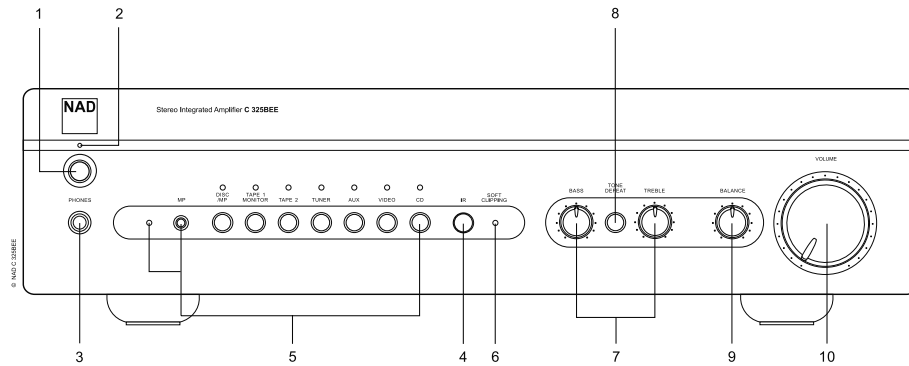 1 2 8
NAD
Stereo Integrated Amplifier C 325BEE
VOLUME
PHONES
MP
DISC
/MP
TAPE 1
MONITOR
TAPE 2
TUNER
AUX
VIDEO
CD
IR
SOFT
CLIPPING
BASS
TONE
DEFEAT
TREBLE
BALANCE
© NAD C 325BEE
3 5 4 6 7 9 10